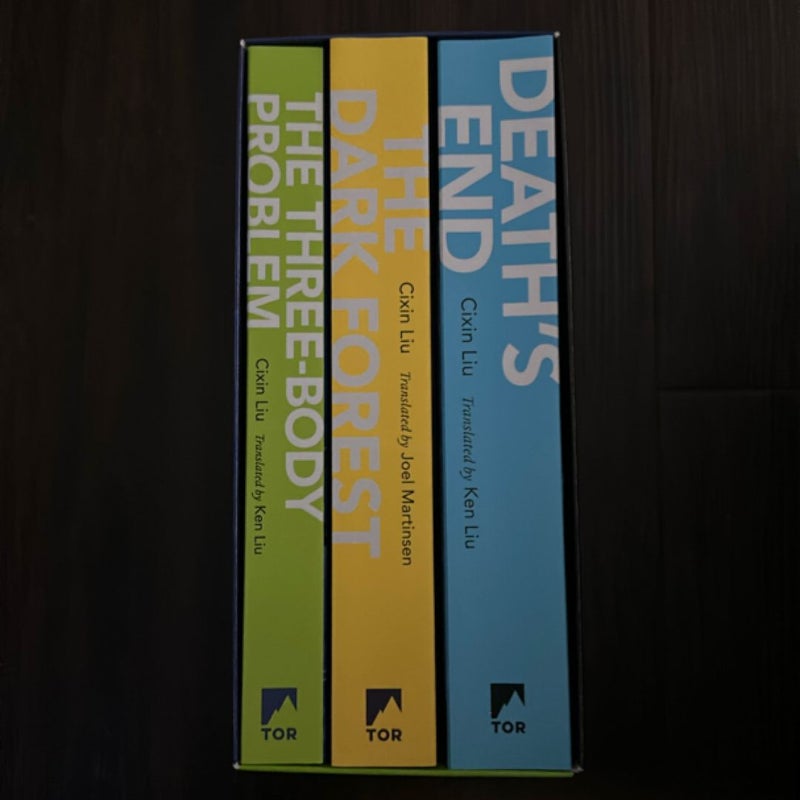 THE THREE-BODY
PROBLEM
Cixin Liu Translated by Ken Liu
TOR
THE
DARK FOREST
Cixin Liu Translated by Joel Martinsen
TOR
DEATH'S
END
Cixin Liu Translated by Ken Liu
TOR